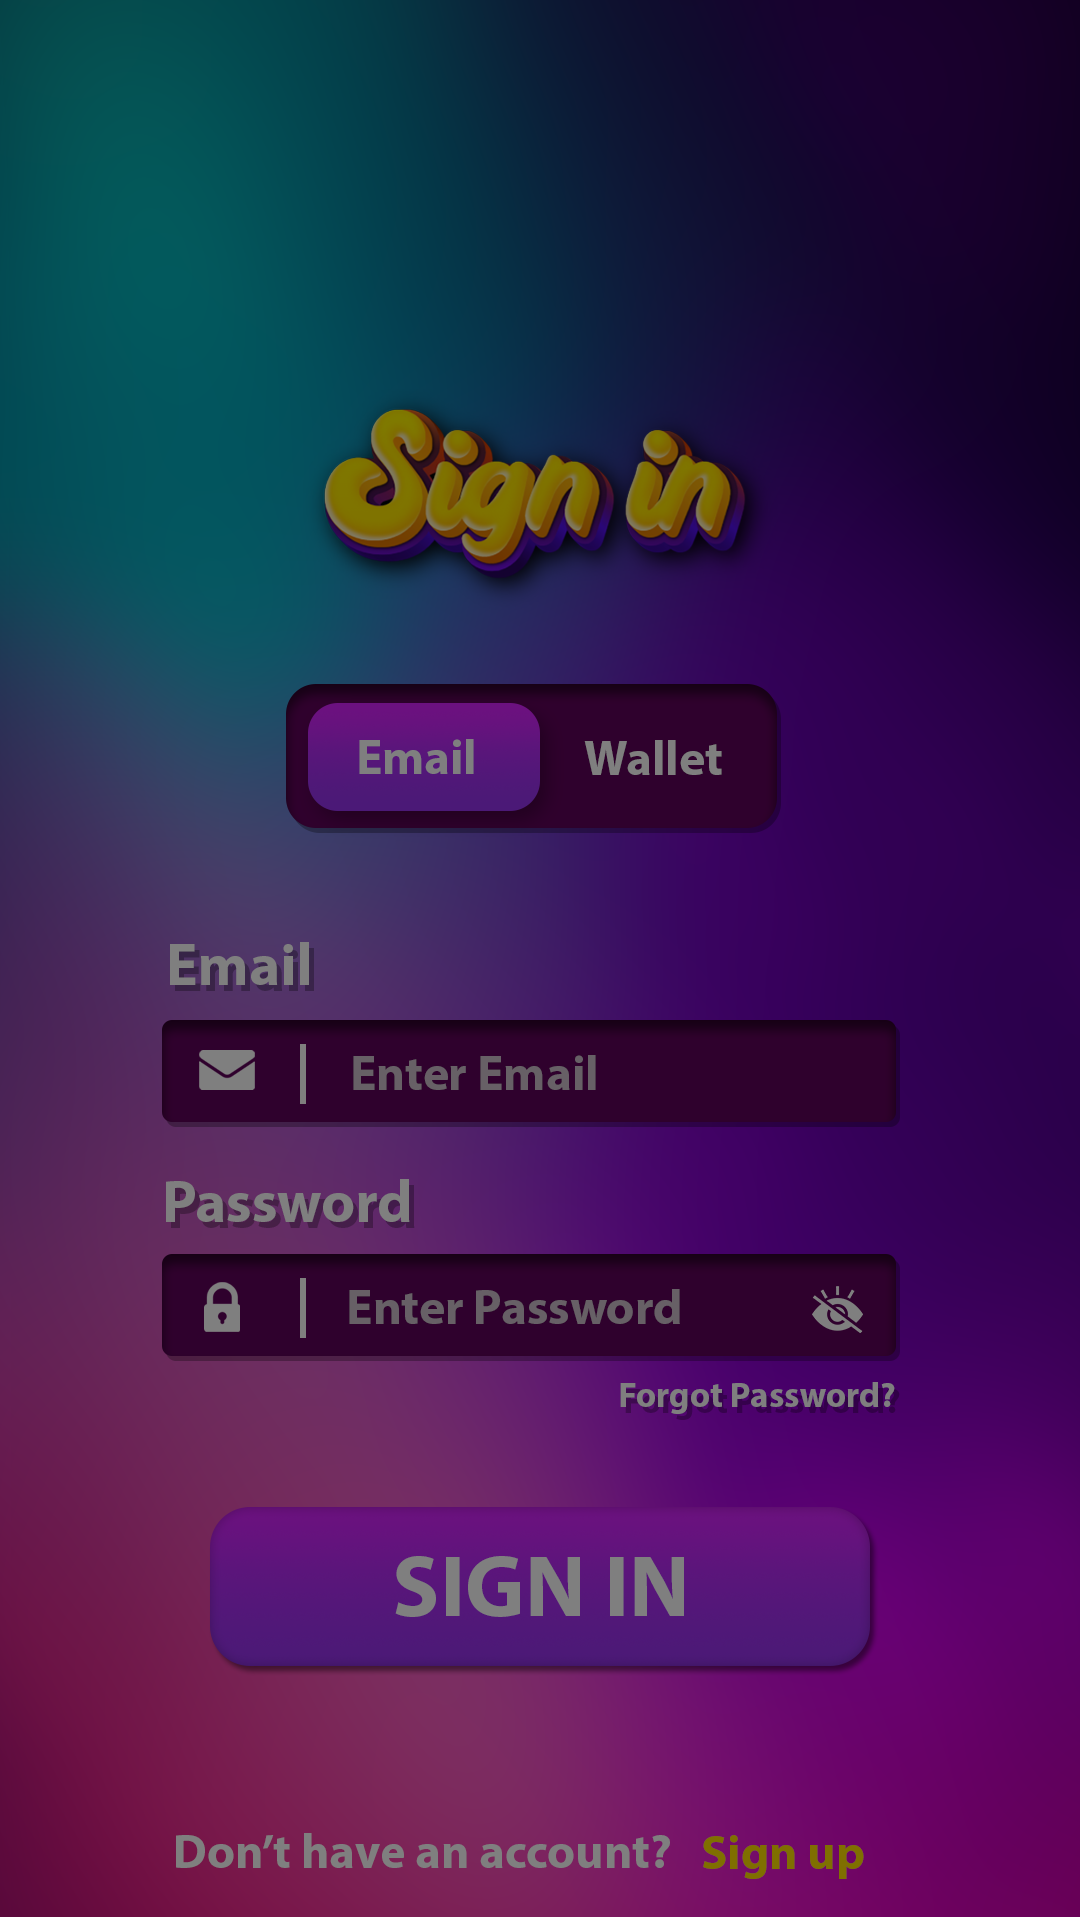 Sign in
Email Wallet
Email
Enter Email
Password
Enter Password
Forgot Password?
SIGN IN
Don’t have an account? Sign up